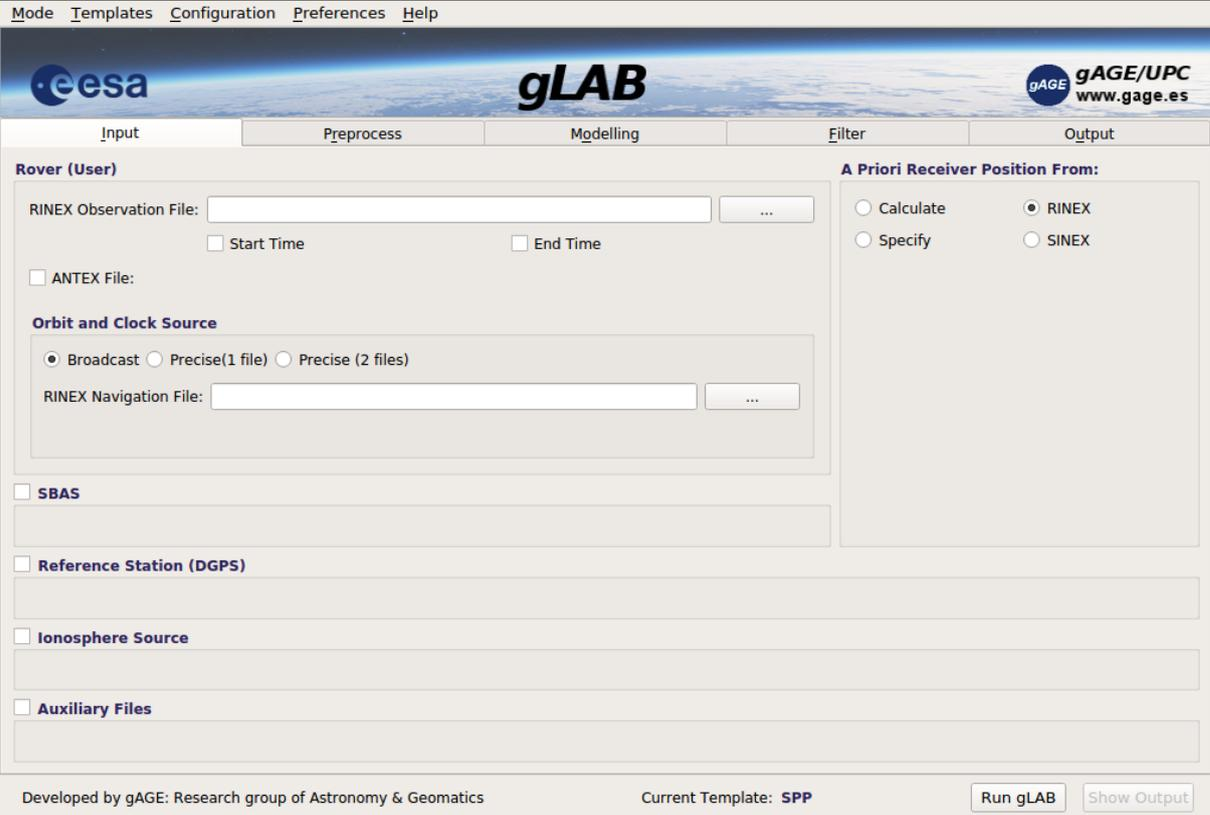 Mode Templates Configuration Preferences Help
eesa gLAB gAGE gAGE/UPC
www.gage.es
Input Preprocess Modelling Filter Output
Rover (User)
RINEX Observation File: ...
Start Time End Time
ANTEX File:
Orbit and Clock Source
Broadcast Precise(1 file) Precise (2 files)
RINEX Navigation File: ...
A Priori Receiver Position From:
Calculate RINEX
Specify SINEX
SBAS
Reference Station (DGPS)
Ionosphere Source
Auxiliary Files
Developed by gAGE: Research group of Astronomy & Geomatics Current Template: SPP Run gLAB Show Output